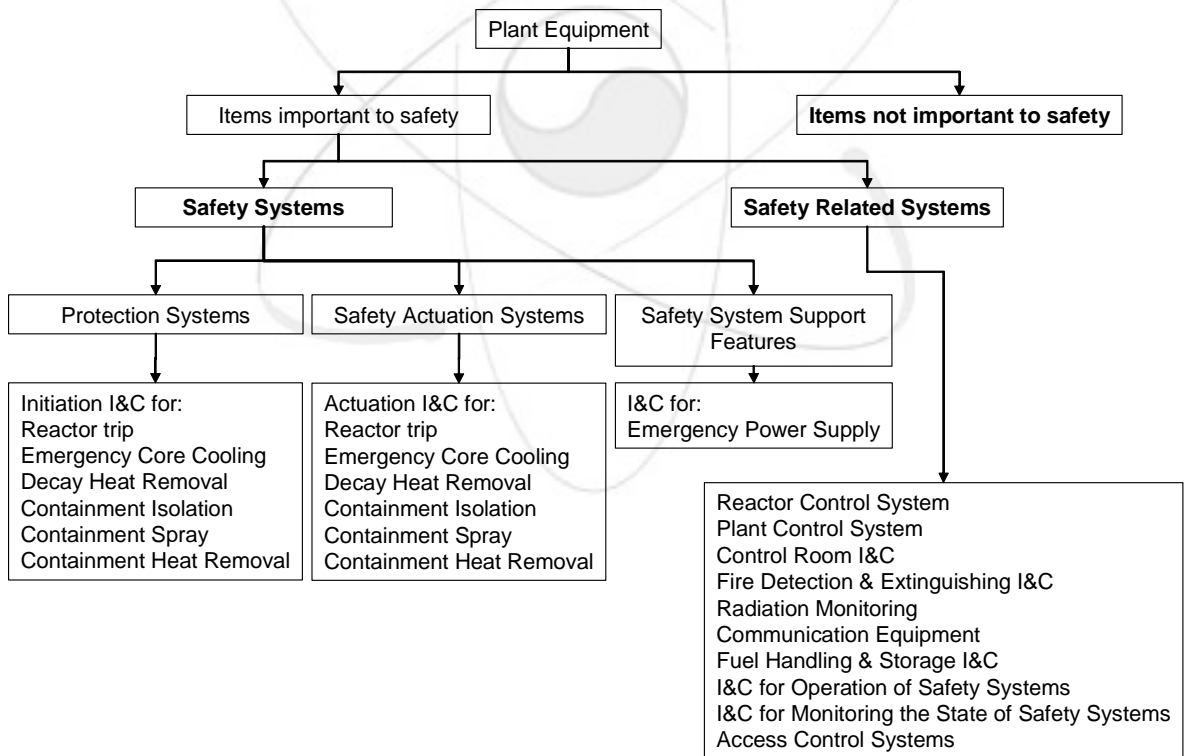 Plant Equipment
Items important to safety
Items not important to safety
Safety Systems
Safety Related Systems
Protection Systems
Safety Actuation Systems
Safety System Support
Features
Initiation I&C for:
Reactor trip
Emergency Core Cooling
Decay Heat Removal
Containment Isolation
Containment Spray
Containment Heat Removal
Actuation I&C for:
Reactor trip
Emergency Core Cooling
Decay Heat Removal
Containment Isolation
Containment Spray
Containment Heat Removal
I&C for:
Emergency Power Supply
Reactor Control System
Plant Control System
Control Room I&C
Fire Detection & Extinguishing I&C
Radiation Monitoring
Communication Equipment
Fuel Handling & Storage I&C
I&C for Operation of Safety Systems
I&C for Monitoring the State of Safety Systems
Access Control Systems